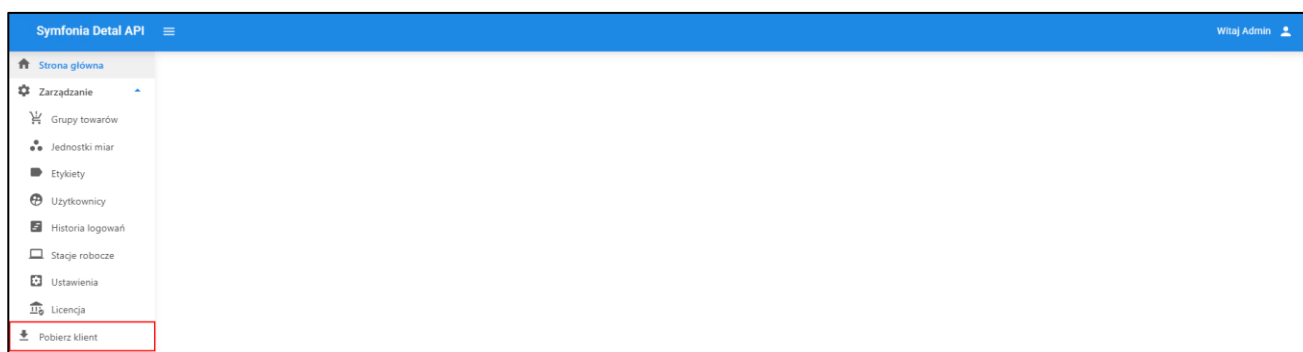 Symfonia Detal API
Witaj Admin
Strona główna
Zarządzanie
Grupy towarów
Jednostki miar
Etykiety
Użytkownicy
Historia logowań
Stacje robocze
Ustawienia
Licencja
Pobierz klient